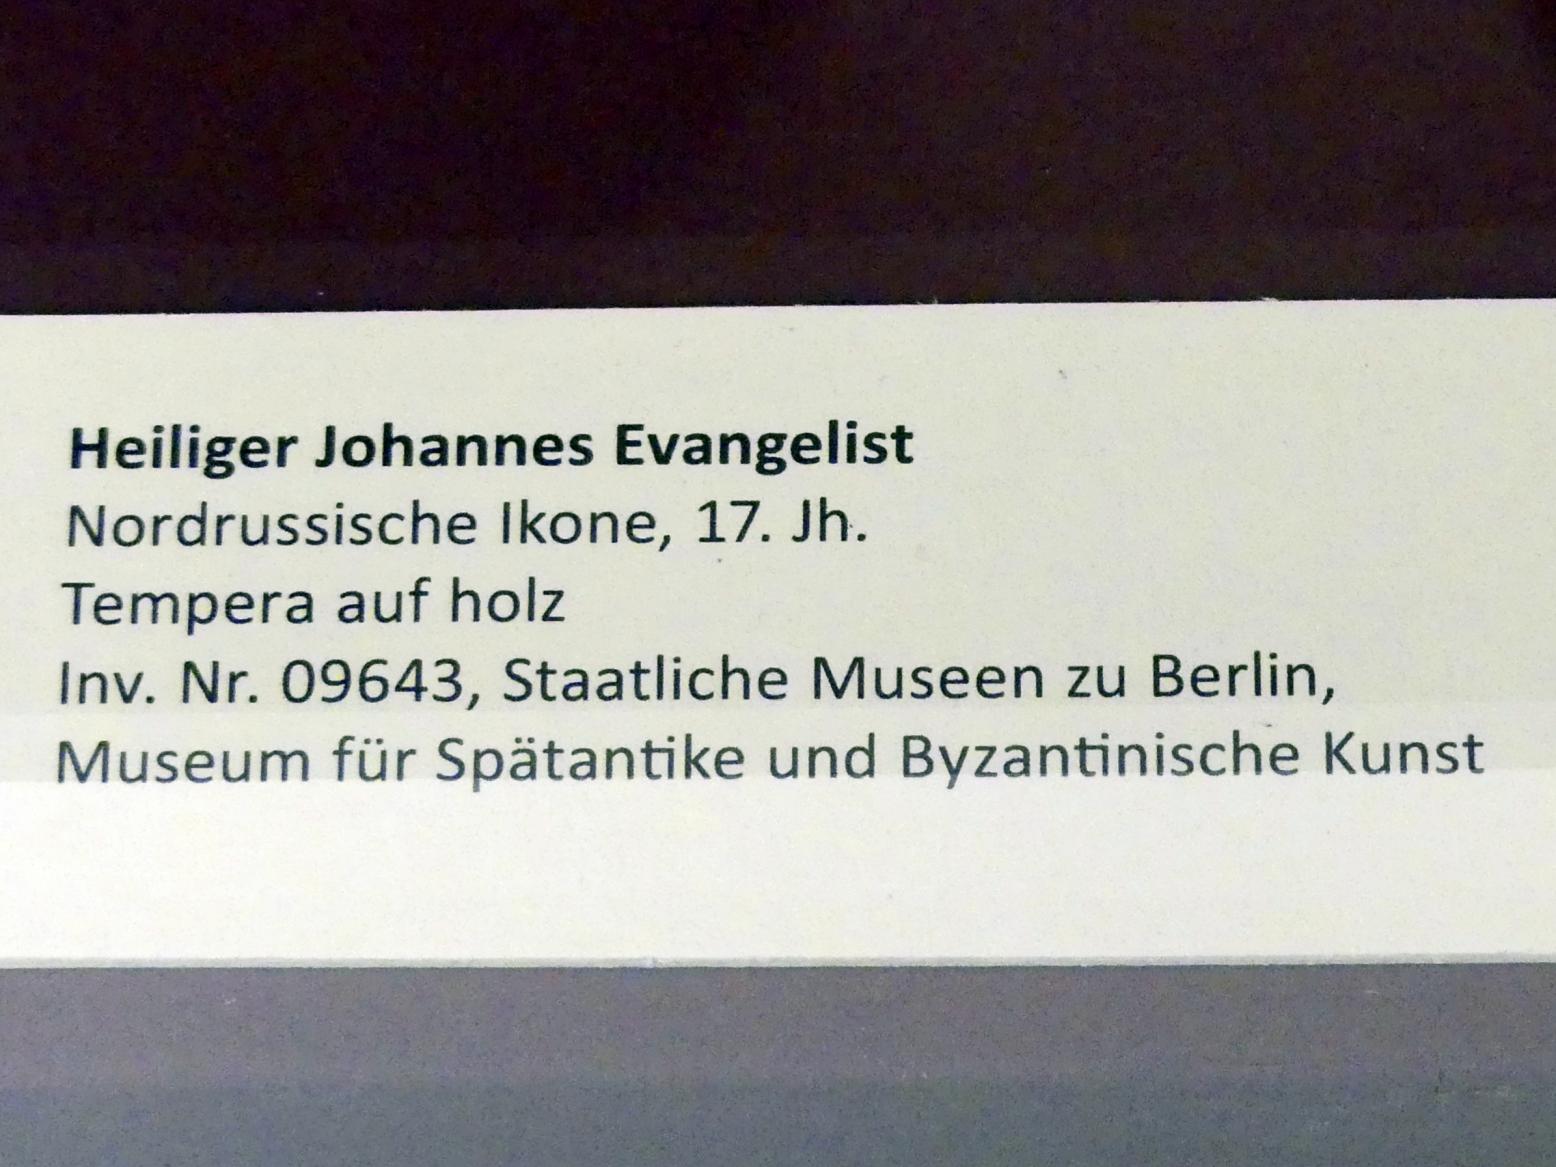 Heiliger Johannes Evangelist
Nordrussische Ikone, 17. Jh.
Tempera auf holz
Inv. Nr. 09643, Staatliche Museen zu Berlin,
Museum für Spätantike und Byzantinische Kunst